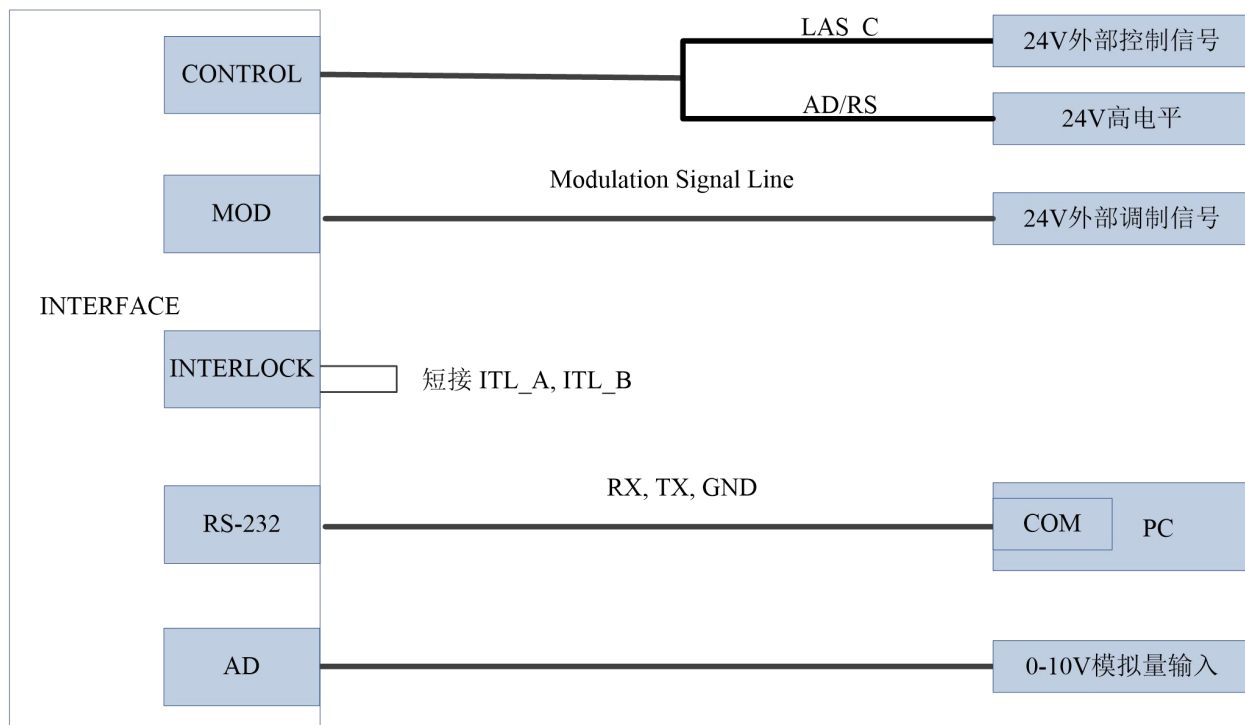 LAS_C
24V外部控制信号
CONTROL
AD/RS
24V高电平
Modulation Signal Line
MOD
24V外部调制信号
INTERFACE
INTERLOCK
短接 ITL_A, ITL_B
RX, TX, GND
RS-232
COM
PC
AD
0-10V模拟量输入